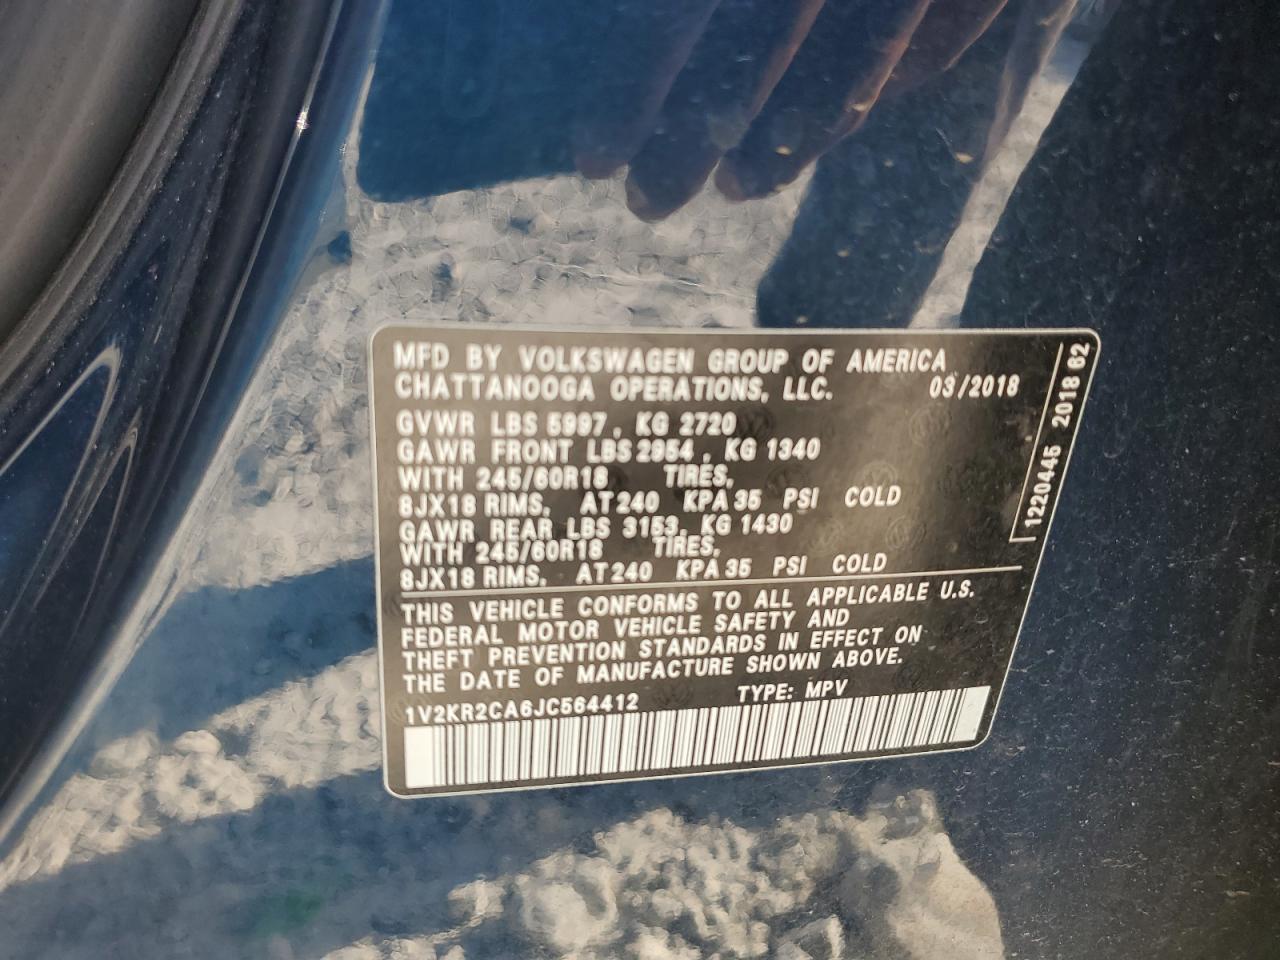 MFD BY VOLKSWAGEN GROUP OF AMERICA
CHATTANOOGA OPERATIONS, LLC. 03/2018
GVWR LBS 5997, KG 2720
GAWR FRONT LBS 2954, KG 1340
WITH 245/60R18 TIRES,
8JX18 RIMS, AT 240 KPA 35 PSI COLD
GAWR REAR LBS 3153, KG 1430
WITH 245/60R18 TIRES,
8JX18 RIMS, AT 240 KPA 35 PSI COLD
THIS VEHICLE CONFORMS TO ALL APPLICABLE U.S.
FEDERAL MOTOR VEHICLE SAFETY AND
THEFT PREVENTION STANDARDS IN EFFECT ON
THE DATE OF MANUFACTURE SHOWN ABOVE.
1V2KR2CA6JC564412 TYPE: MPV
1220445 2018 62